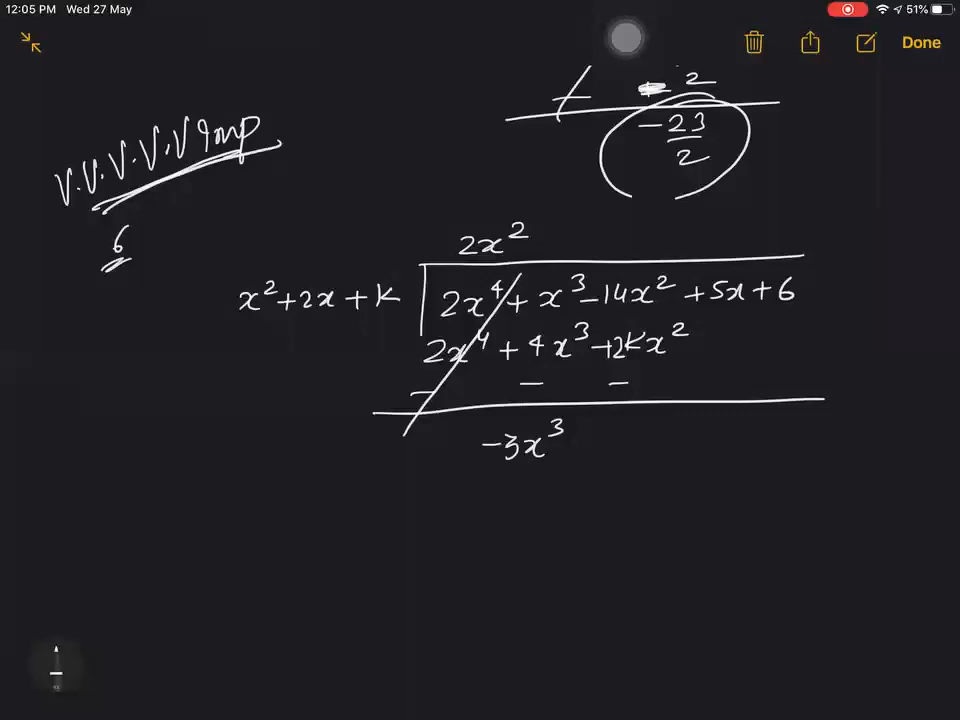 12:05 PM Wed 27 May 51%
Done
2
-23/2
V.V.V.V.V Imp
6
2x²
x²+2x+K 2x⁴+x³-14x²+5x+6
2x⁴+4x³+2Kx²
- - -
-3x³